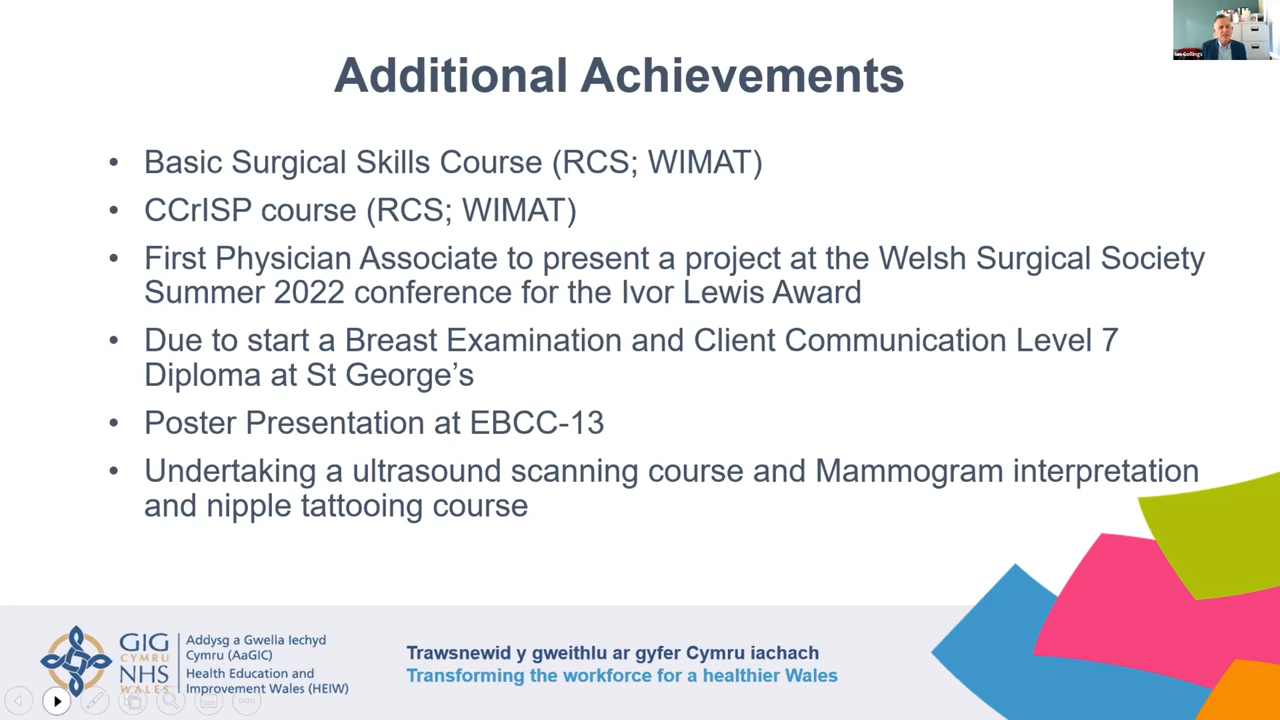 Ian Collings
Additional Achievements
• Basic Surgical Skills Course (RCS; WIMAT)
• CCrISP course (RCS; WIMAT)
• First Physician Associate to present a project at the Welsh Surgical Society
Summer 2022 conference for the Ivor Lewis Award
• Due to start a Breast Examination and Client Communication Level 7
Diploma at St George’s
• Poster Presentation at EBCC-13
• Undertaking a ultrasound scanning course and Mammogram interpretation
and nipple tattooing course
GIG
CYMRU
NHS
WALES
Addysg a Gwella Iechyd
Cymru (AaGIC)
Health Education and
Improvement Wales (HEIW)
Trawsnewid y gweithlu ar gyfer Cymru iachach
Transforming the workforce for a healthier Wales